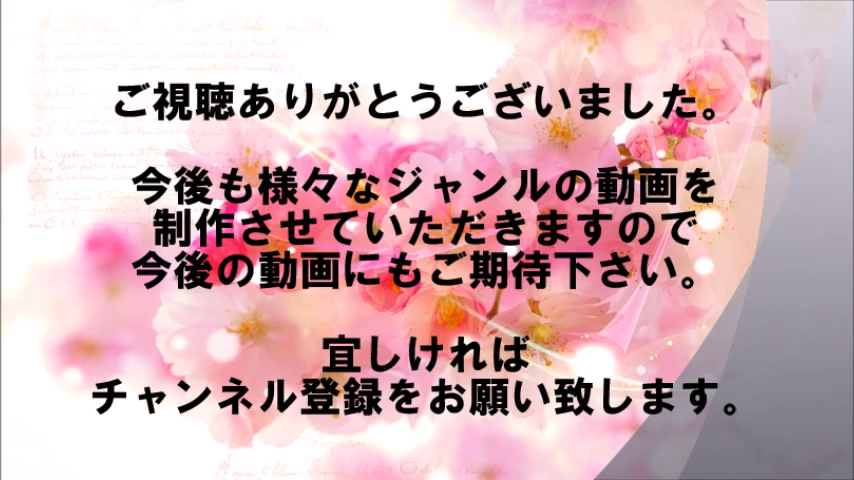 ご視聴ありがとうございました。
今後も様々なジャンルの動画を
制作させていただきますので
今後の動画にもご期待下さい。
宜しければ
チャンネル登録をお願い致します。